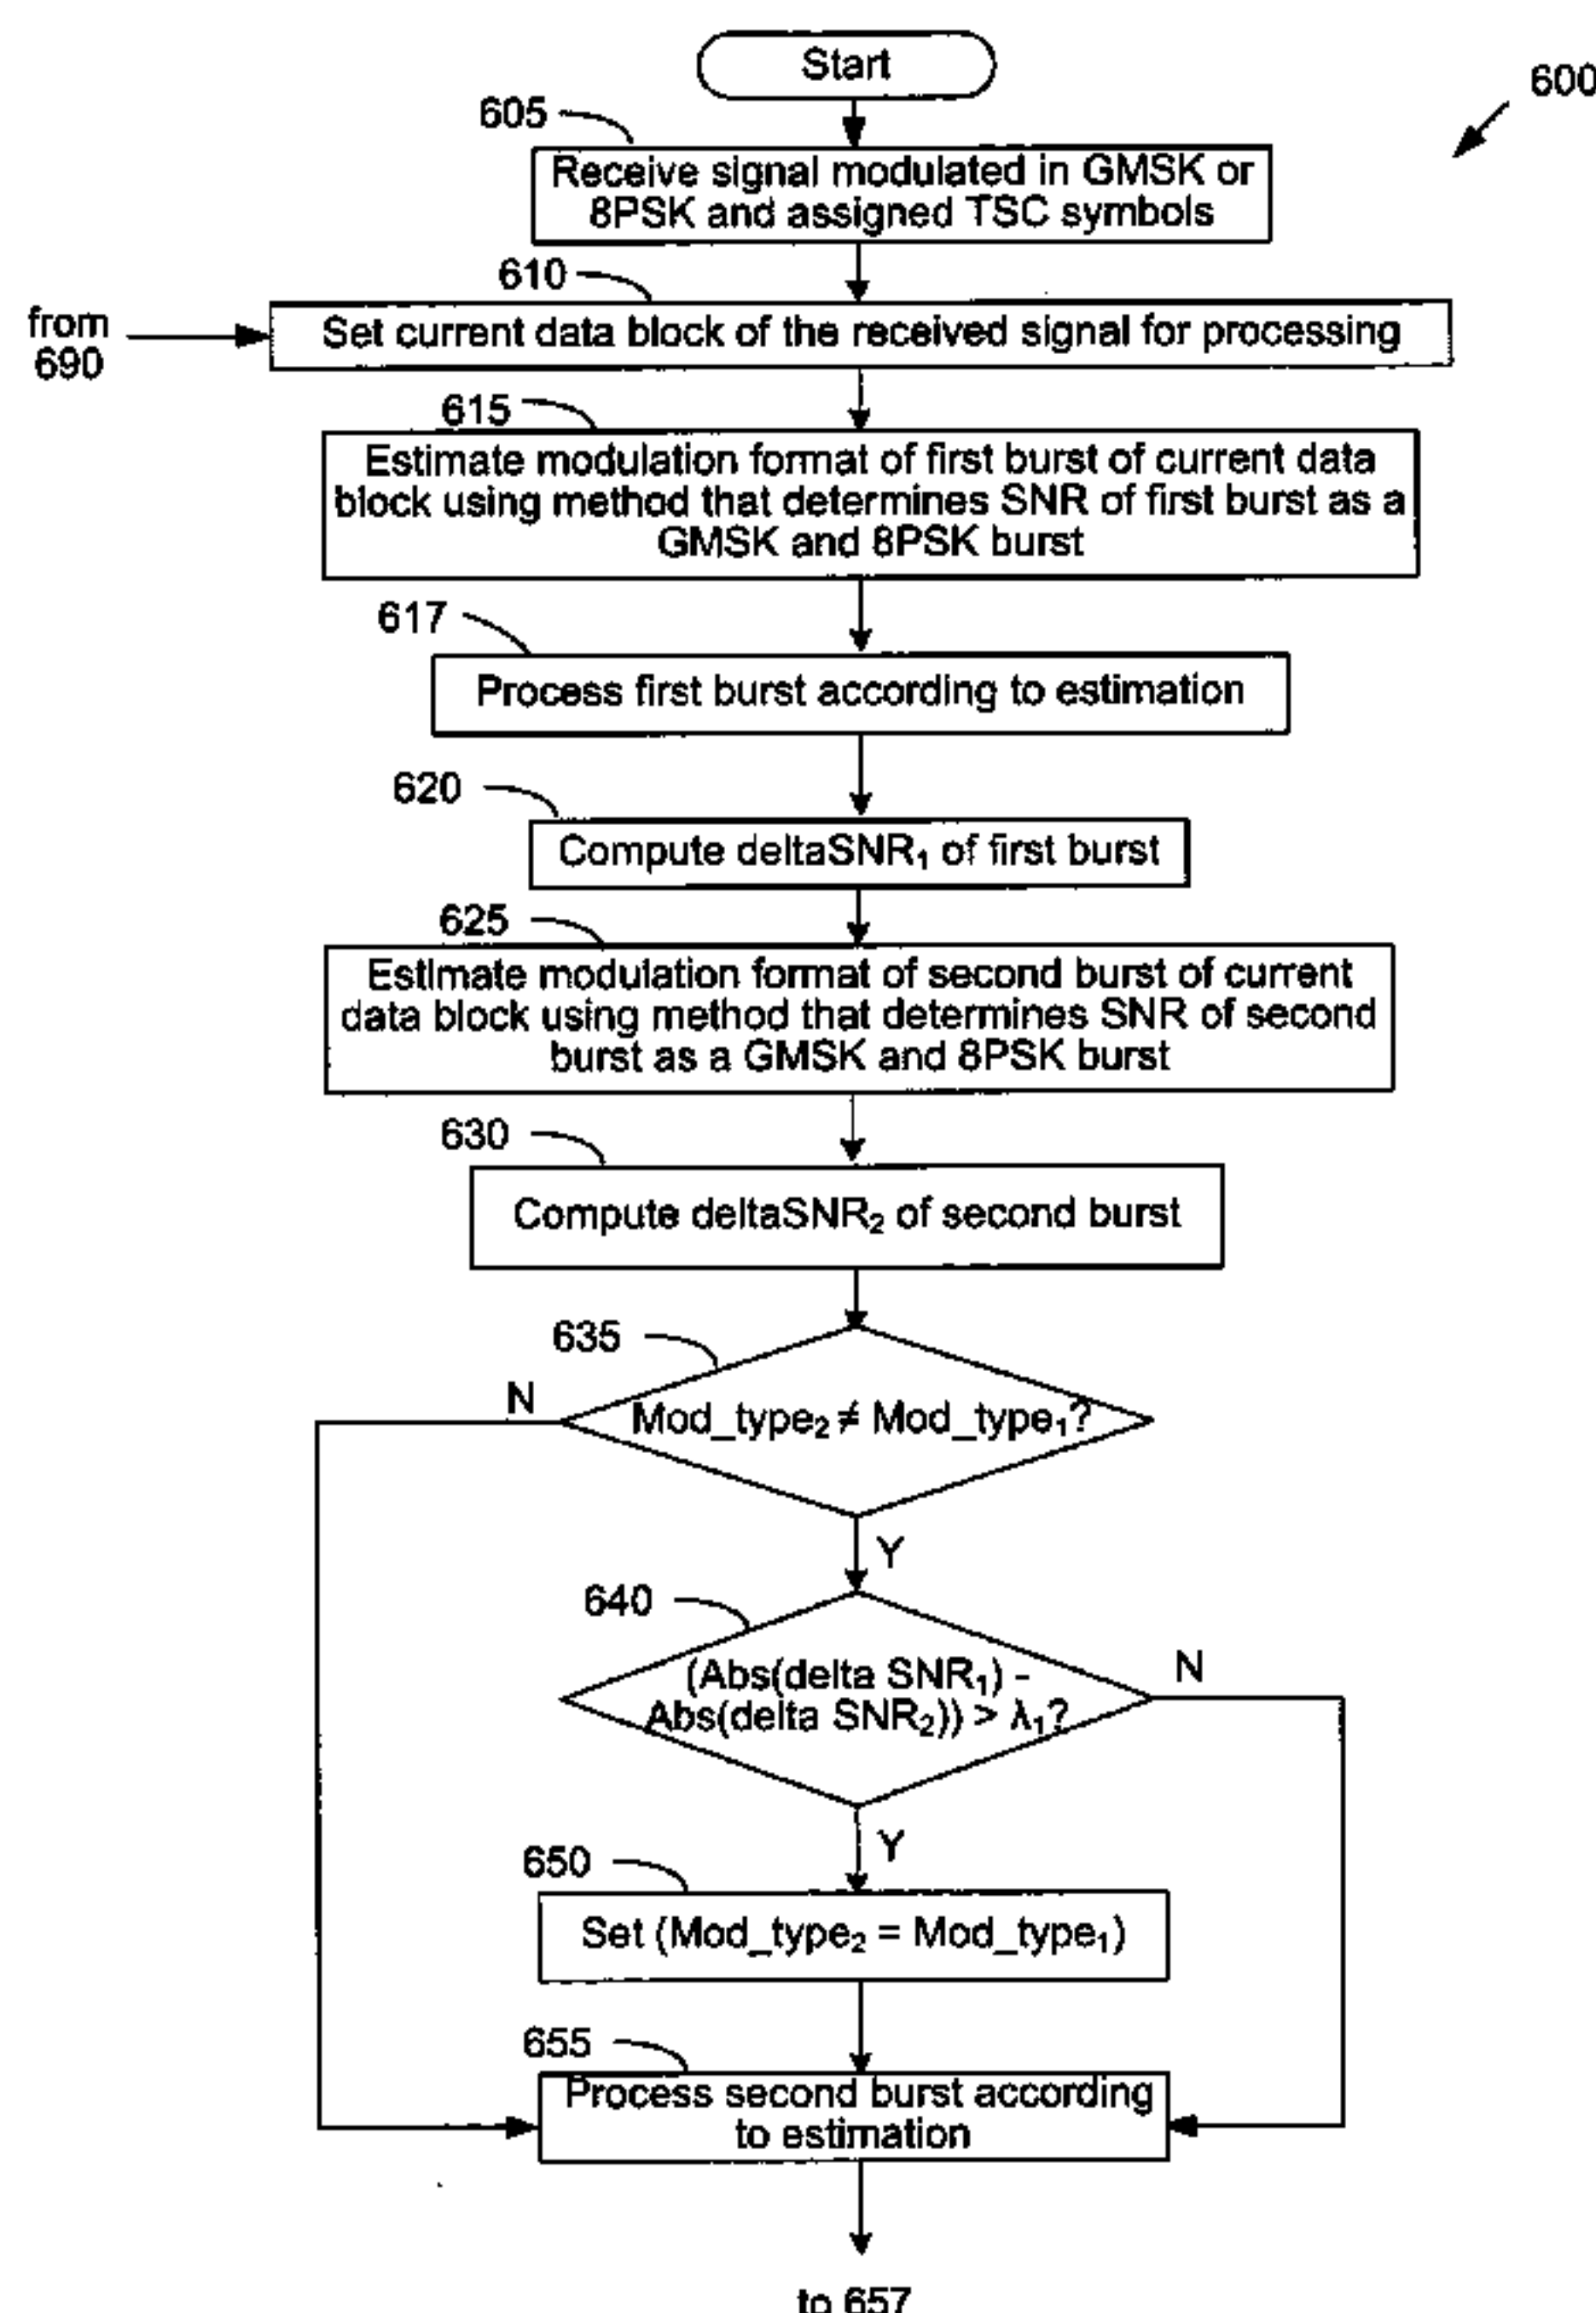 Start
600
605
Receive signal modulated in GMSK or
8PSK and assigned TSC symbols
610
from
690
Set current data block of the received signal for processing
615
Estimate modulation format of first burst of current data
block using method that determines SNR of first burst as a
GMSK and 8PSK burst
617
Process first burst according to estimation
620
Compute deltaSNR₁ of first burst
625
Estimate modulation format of second burst of current
data block using method that determines SNR of second
burst as a GMSK and 8PSK burst
630
Compute deltaSNR₂ of second burst
635
N
Mod_type₂ ≠ Mod_type₁?
Y
640
(Abs(delta SNR₁) -
Abs(delta SNR₂)) > λ₁?
N
Y
650
Set (Mod_type₂ = Mod_type₁)
655
Process second burst according
to estimation
to 657